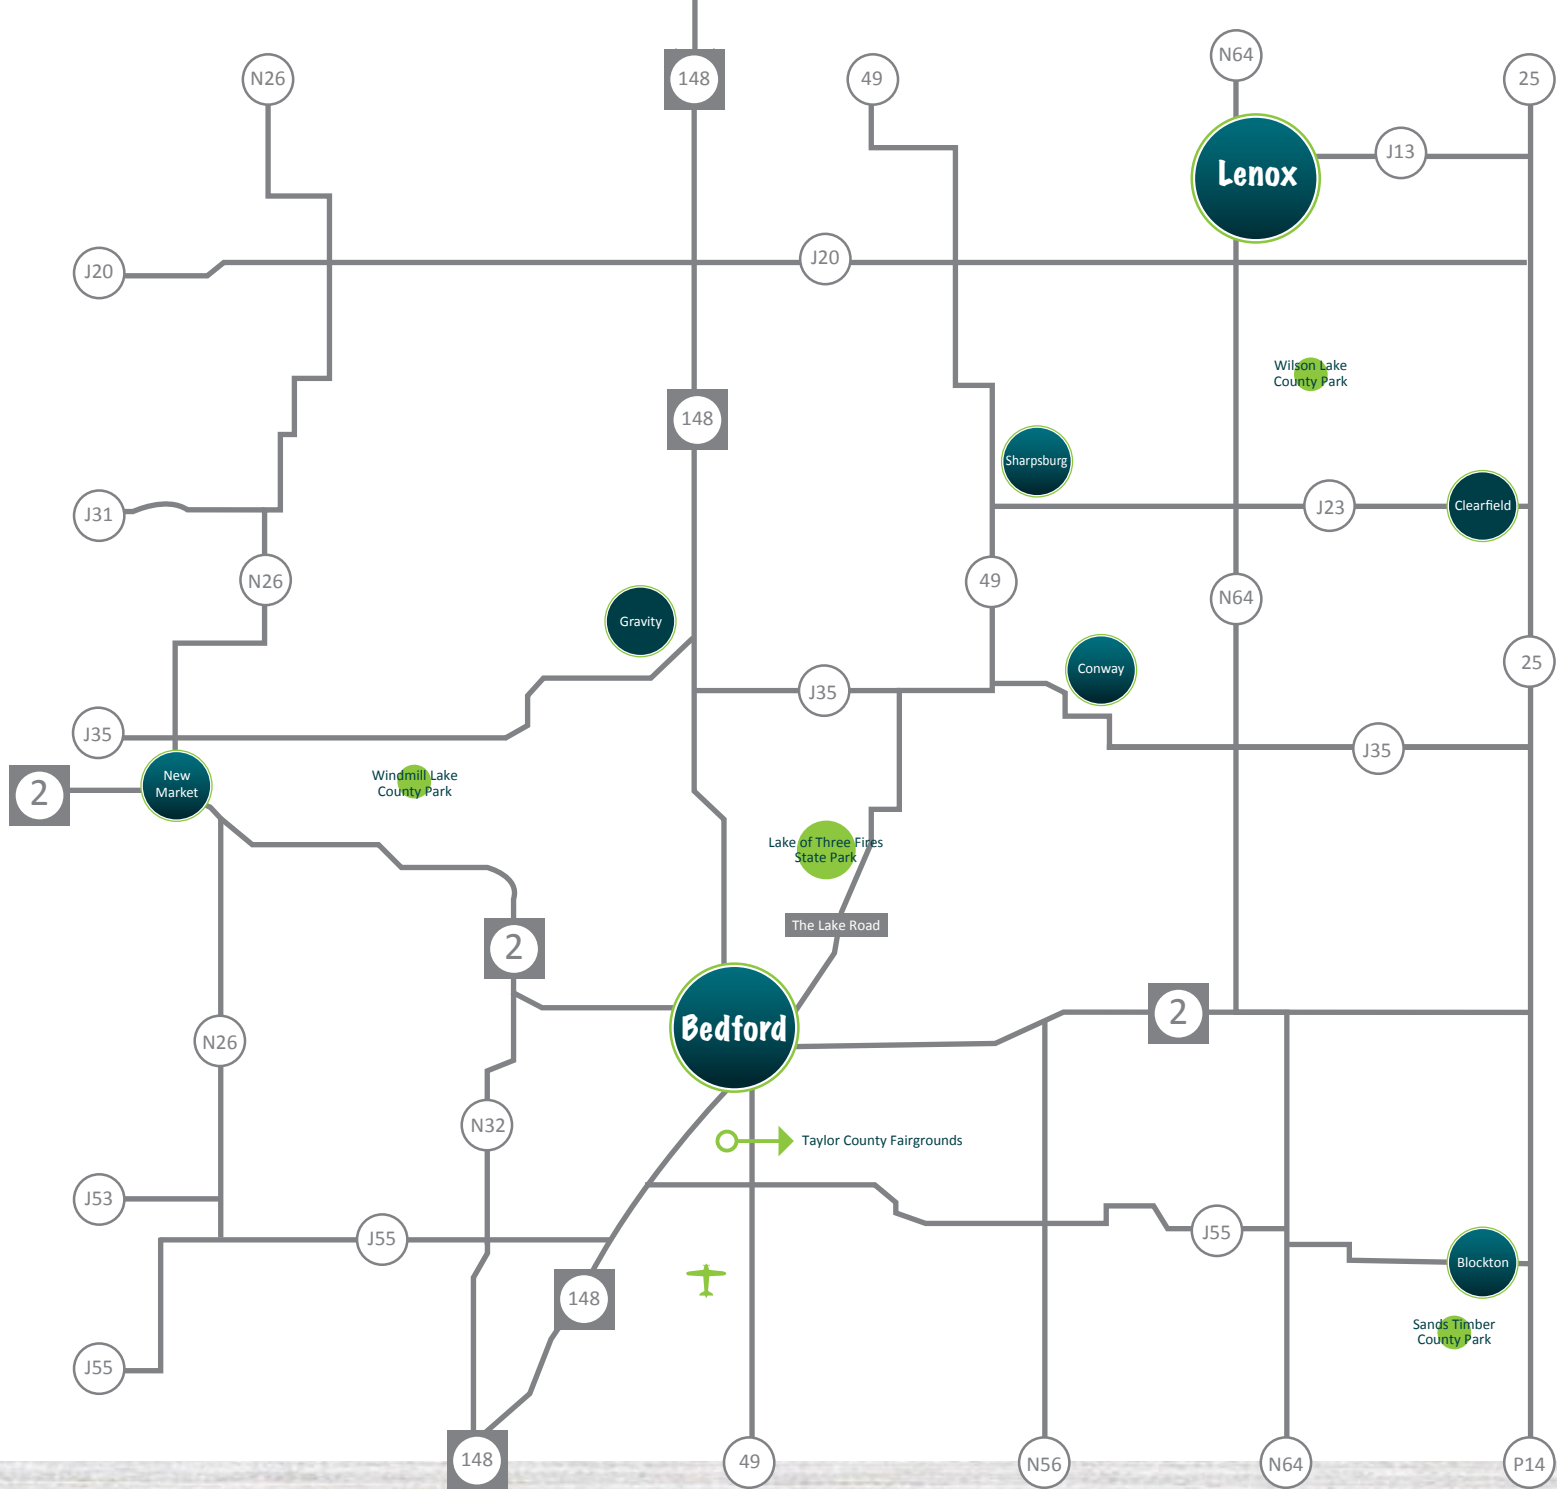 N64
N26
148
49
25
J13
Lenox
J20
J20
Wilson Lake
County Park
148
Sharpsburg
J31
J23
Clearfield
N26
49
N64
Gravity
Conway
25
J35
J35
J35
New
Market
2
Windmill Lake
County Park
Lake of Three Fires
State Park
The Lake Road
2
2
Bedford
N26
N32
Taylor County Fairgrounds
J53
J55
J55
Blockton
148
Sands Timber
County Park
J55
148
49
N56
N64
P14